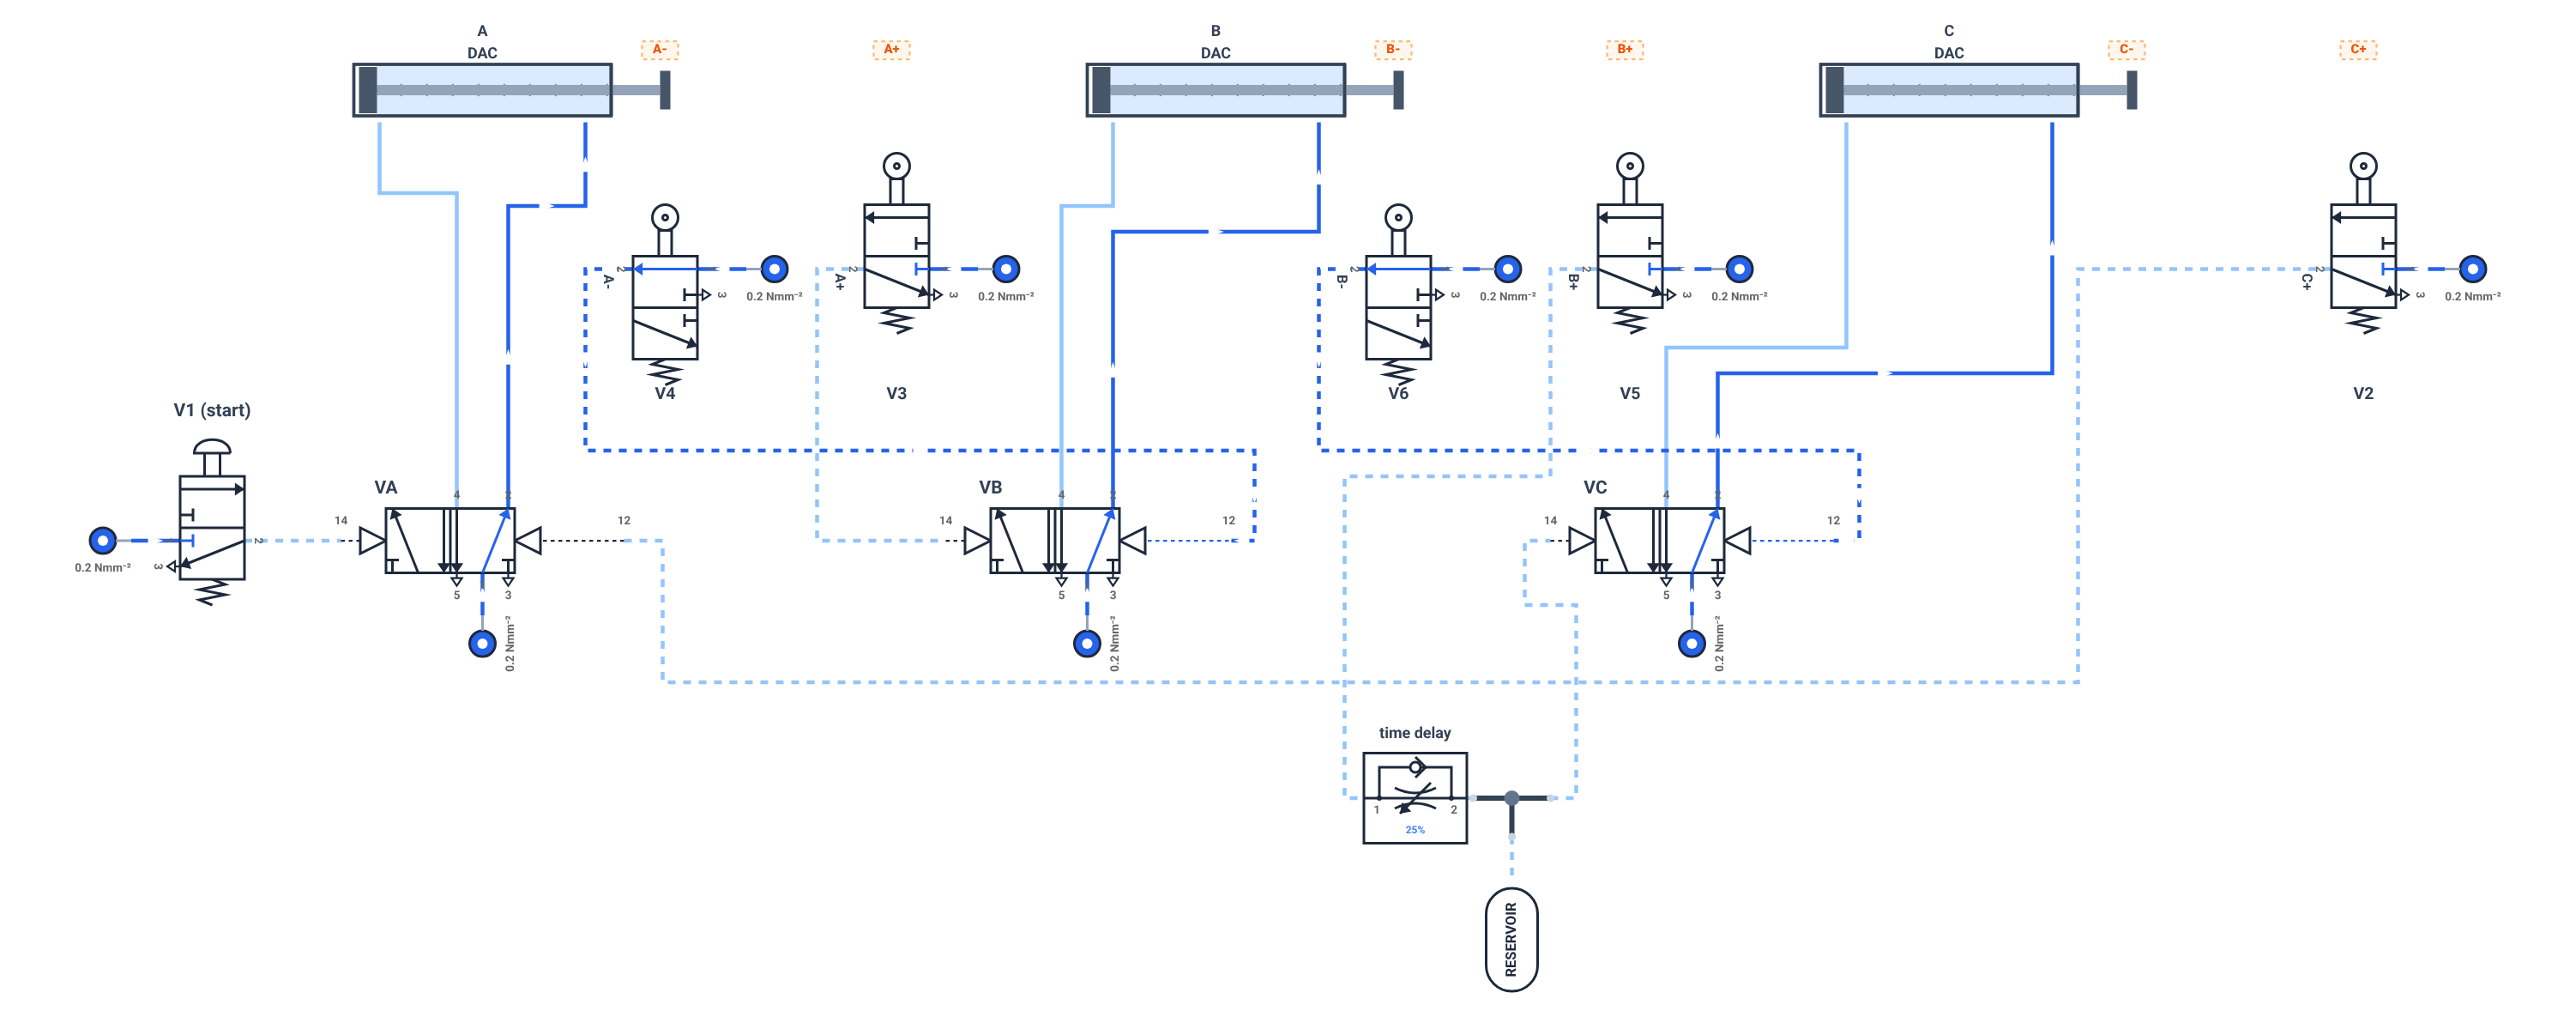 A
DAC
A-
A+
B
DAC
B-
B+
C
DAC
C-
C+
2
A-
3
0.2 Nmm⁻²
V4
2
A+
3
0.2 Nmm⁻²
V3
2
B-
3
0.2 Nmm⁻²
V6
2
B+
3
0.2 Nmm⁻²
V5
2
C+
3
0.2 Nmm⁻²
V2
V1 (start)
2
3
0.2 Nmm⁻²
VA
4
2
14
12
5
3
0.2 Nmm⁻²
VB
4
2
14
12
5
3
0.2 Nmm⁻²
VC
4
2
14
12
5
3
0.2 Nmm⁻²
time delay
1
2
25%
RESERVOIR